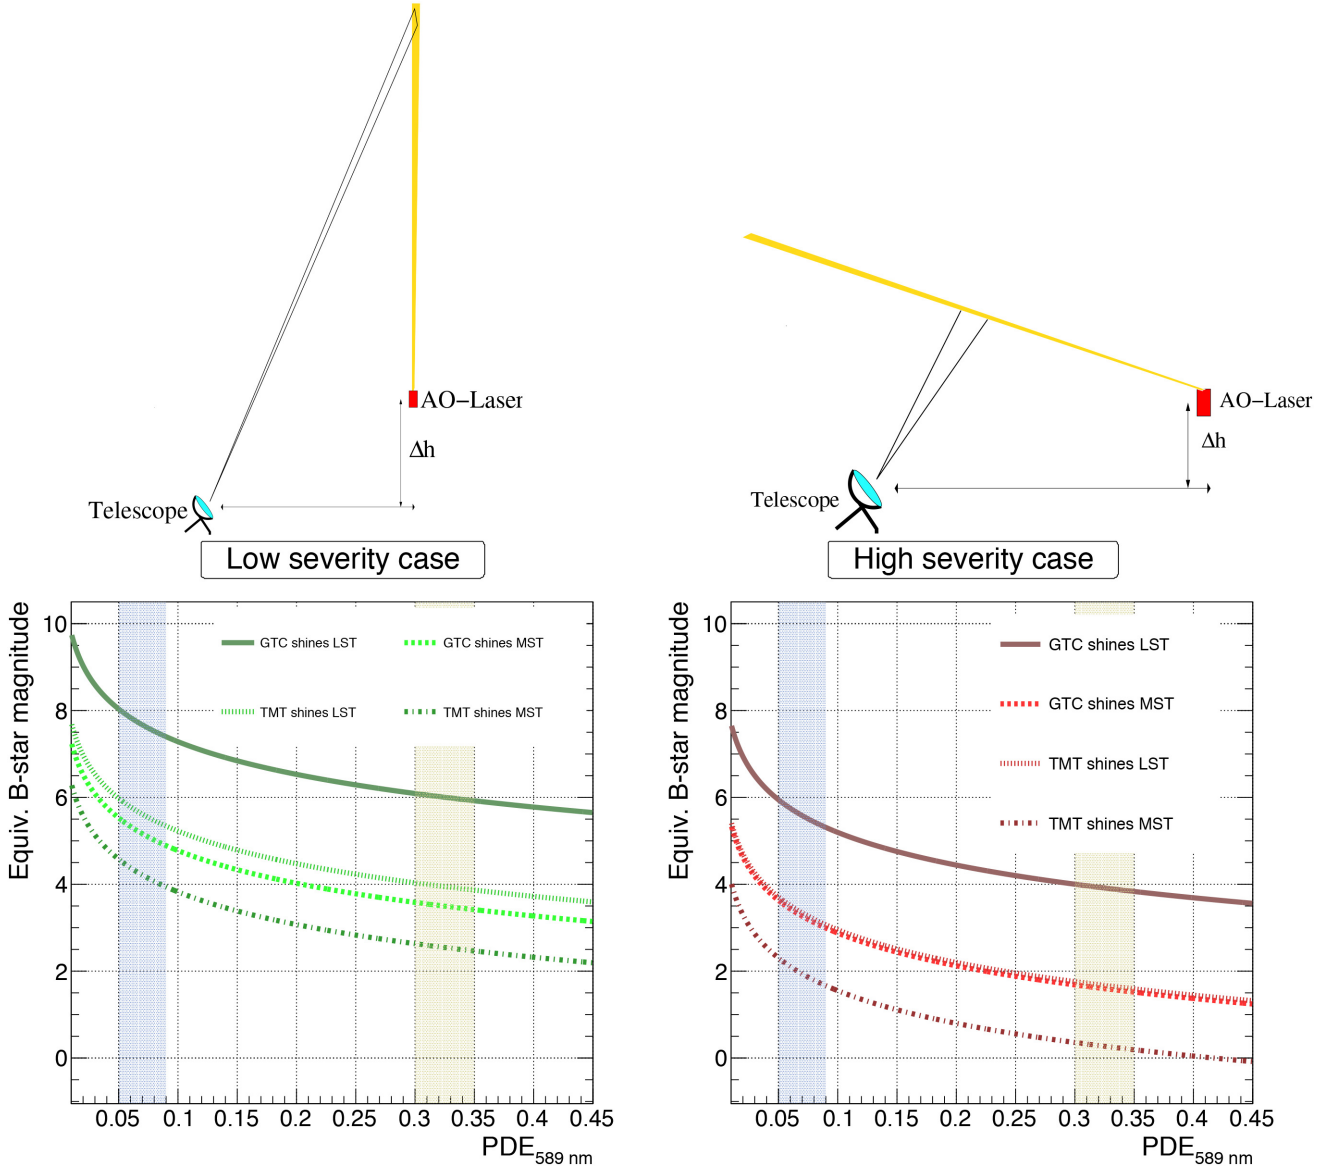 AO−Laser
Δh
Telescope
Low severity case
AO−Laser
Δh
Telescope
High severity case
Equiv. B-star magnitude
10
8
6
4
2
0
GTC shines LST
GTC shines MST
TMT shines LST
TMT shines MST
0.05 0.1 0.15 0.2 0.25 0.3 0.35 0.4 0.45
PDE589 nm
Equiv. B-star magnitude
10
8
6
4
2
0
GTC shines LST
GTC shines MST
TMT shines LST
TMT shines MST
0.05 0.1 0.15 0.2 0.25 0.3 0.35 0.4 0.45
PDE589 nm